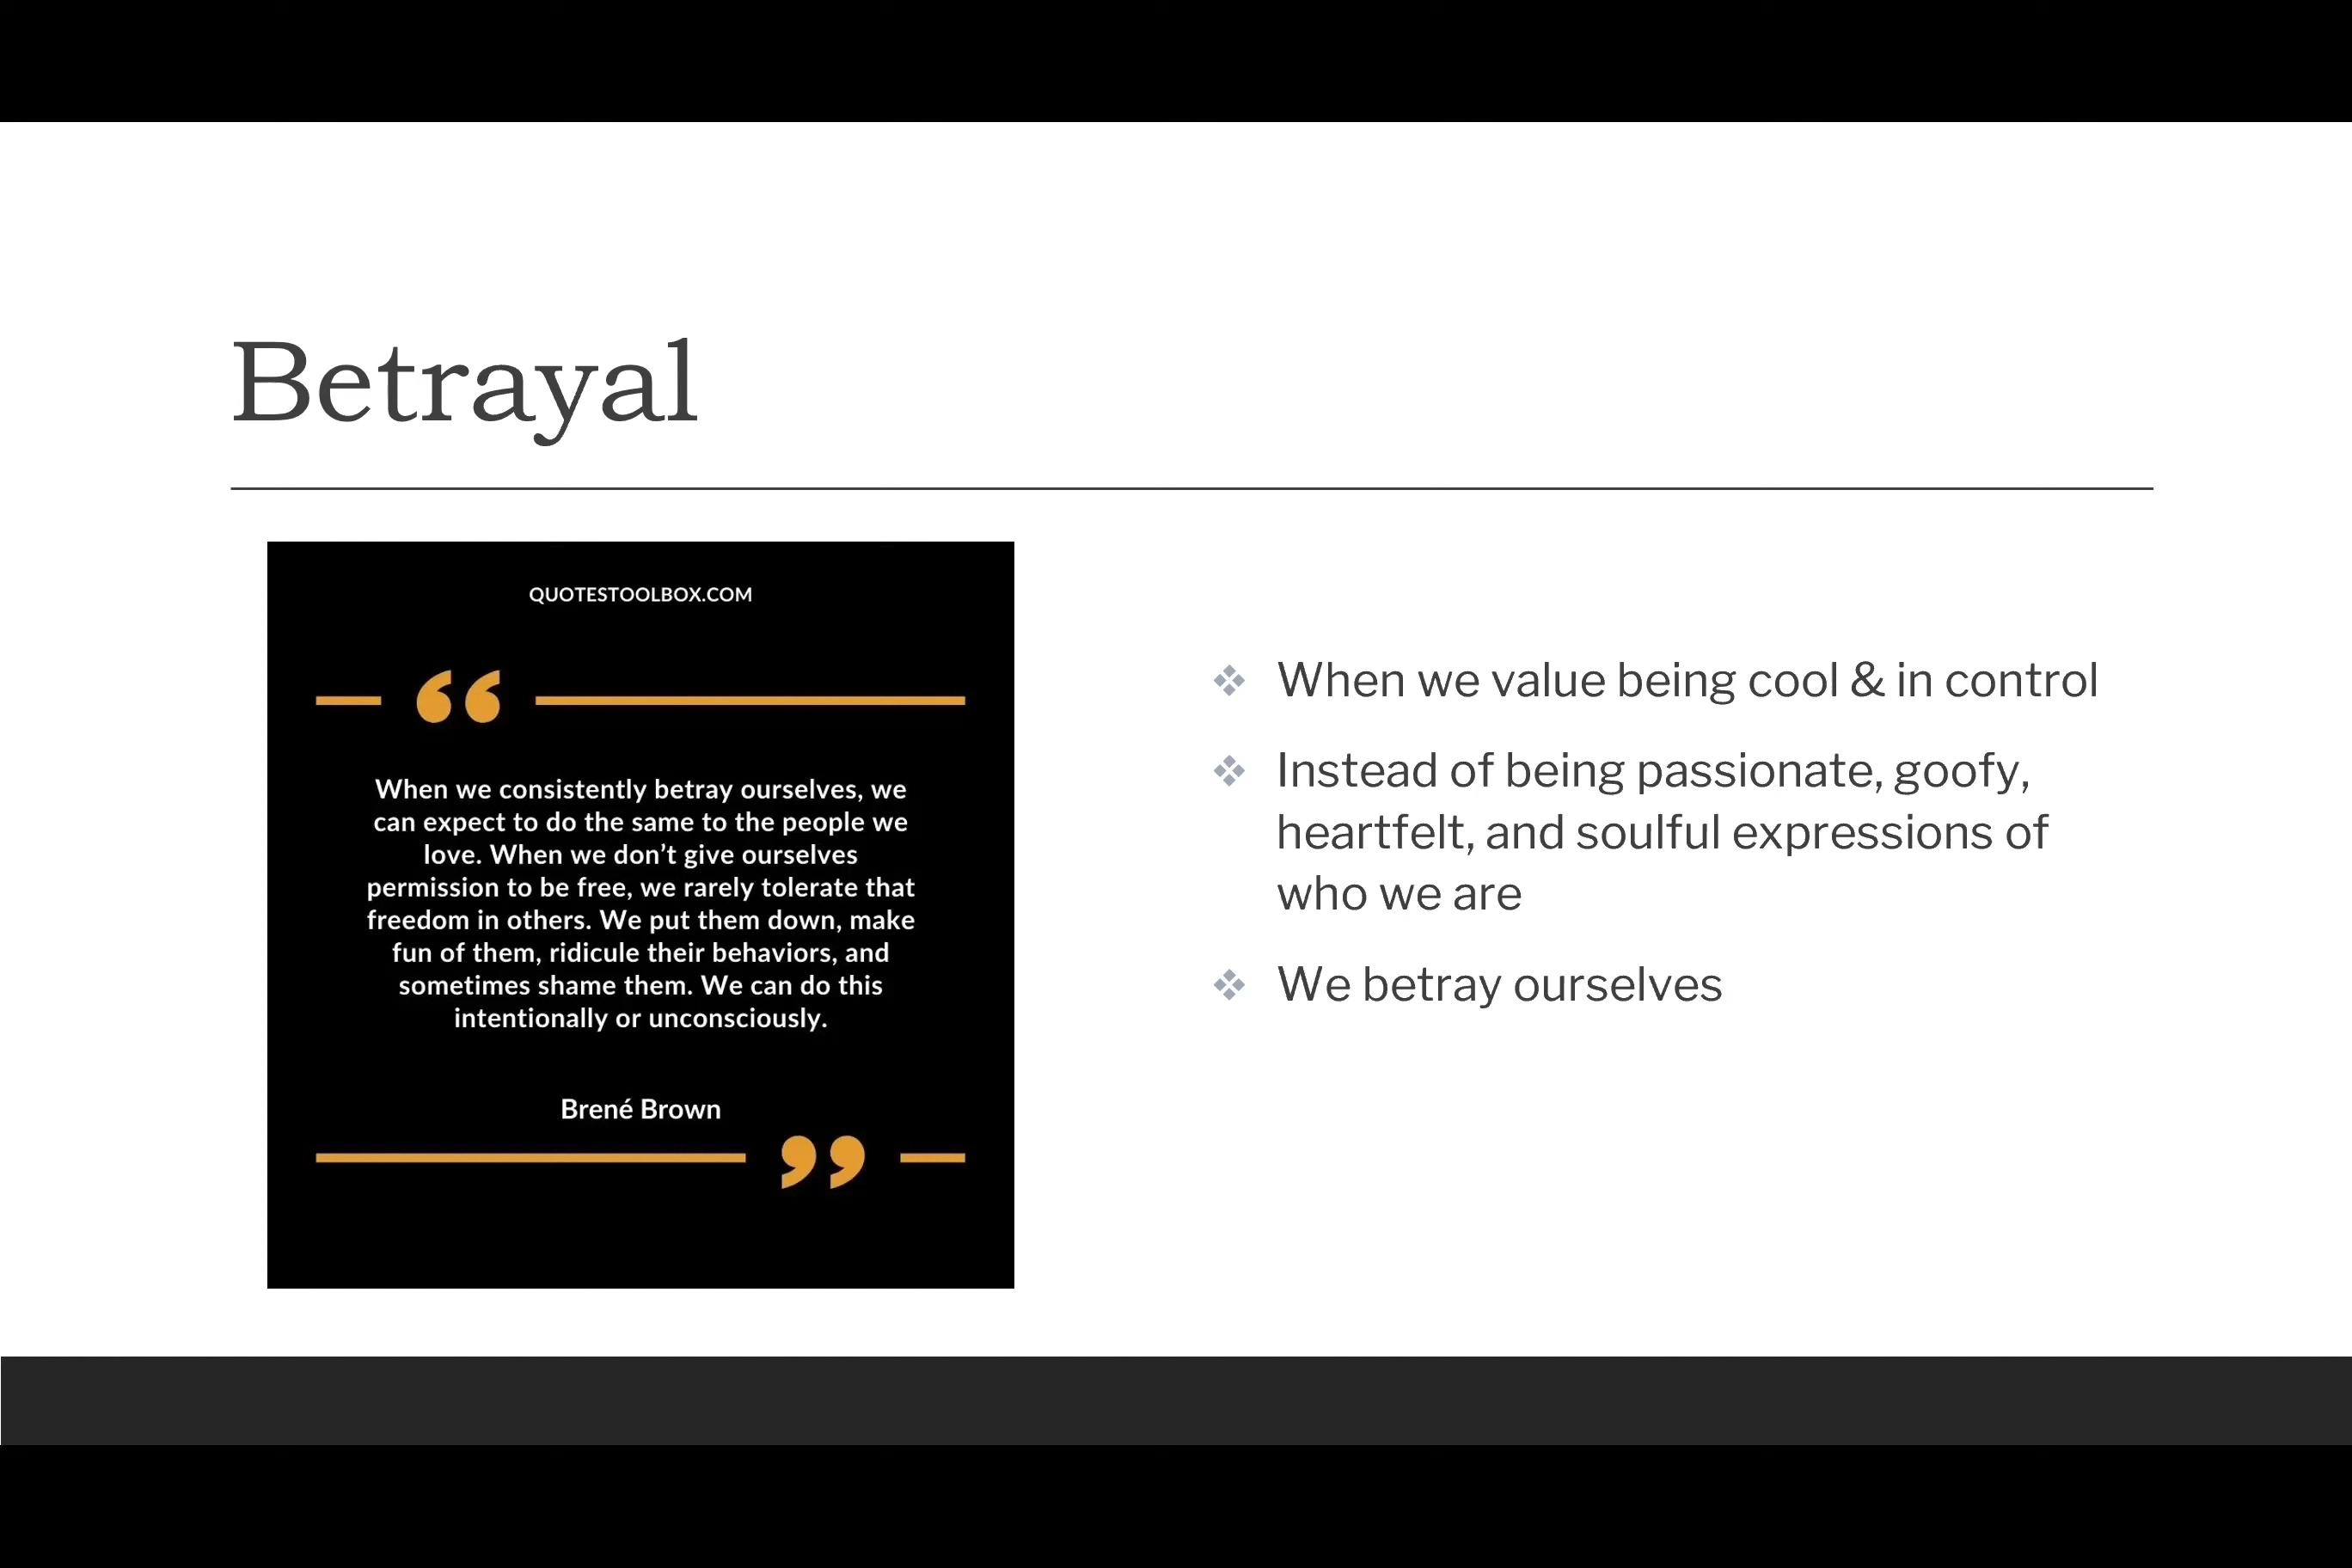 Betrayal
QUOTESTOOLBOX.COM
“
When we consistently betray ourselves, we
can expect to do the same to the people we
love. When we don’t give ourselves
permission to be free, we rarely tolerate that
freedom in others. We put them down, make
fun of them, ridicule their behaviors, and
sometimes shame them. We can do this
intentionally or unconsciously.
Brené Brown
”
When we value being cool & in control
Instead of being passionate, goofy,
heartfelt, and soulful expressions of
who we are
We betray ourselves